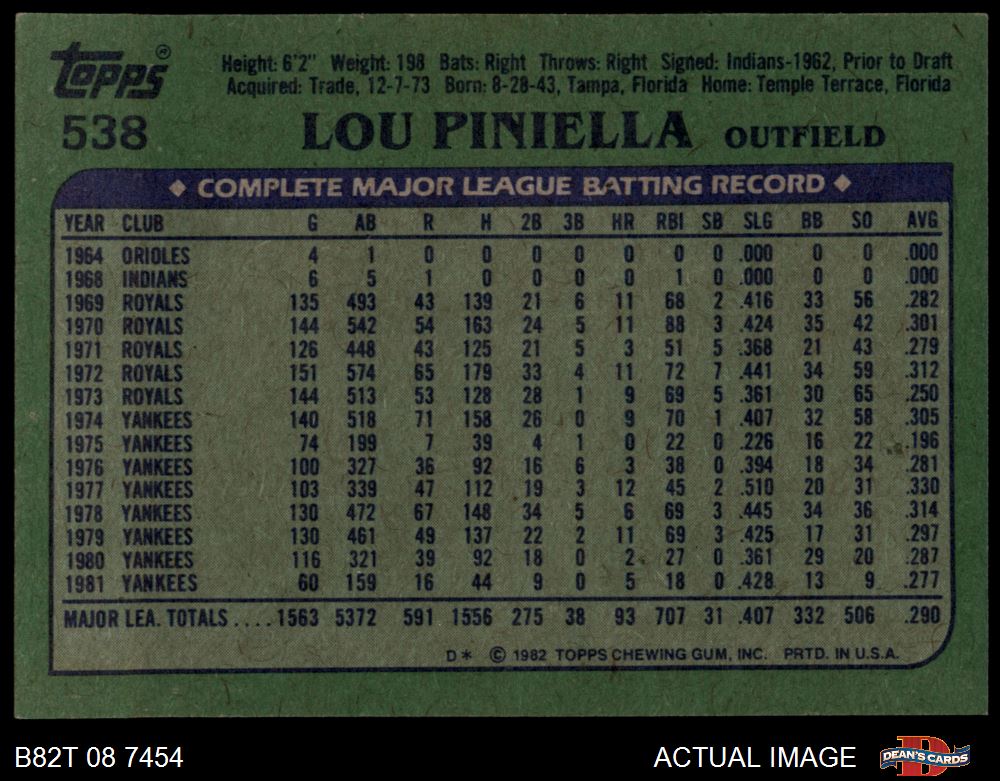 Topps®
Height: 6'2" Weight: 198 Bats: Right Throws: Right Signed: Indians-1962, Prior to Draft
Acquired: Trade, 12-7-73 Born: 8-28-43, Tampa, Florida Home: Temple Terrace, Florida
538 LOU PINIELLA OUTFIELD
◆ COMPLETE MAJOR LEAGUE BATTING RECORD ◆
YEAR CLUB G AB R H 2B 3B HR RBI SB SLG BB SO AVG
1964 ORIOLES 4 1 0 0 0 0 0 0 0 .000 0 0 .000
1968 INDIANS 6 5 1 0 0 0 0 1 0 .000 0 0 .000
1969 ROYALS 135 493 43 139 21 6 11 68 2 .416 33 56 .282
1970 ROYALS 144 542 54 163 24 5 11 88 3 .424 35 42 .301
1971 ROYALS 126 448 43 125 21 5 3 51 5 .368 21 43 .279
1972 ROYALS 151 574 65 179 33 4 11 72 7 .441 34 59 .312
1973 ROYALS 144 513 53 128 28 1 9 69 5 .361 30 65 .250
1974 YANKEES 140 518 71 158 26 0 9 70 1 .407 32 58 .305
1975 YANKEES 74 199 7 39 4 1 0 22 0 .226 16 22 .196
1976 YANKEES 100 327 36 92 16 6 3 38 0 .394 18 34 .281
1977 YANKEES 103 339 47 112 19 3 12 45 2 .510 20 31 .330
1978 YANKEES 130 472 67 148 34 5 6 69 3 .445 34 36 .314
1979 YANKEES 130 461 49 137 22 2 11 69 3 .425 17 31 .297
1980 YANKEES 116 321 39 92 18 0 2 27 0 .361 29 20 .287
1981 YANKEES 60 159 16 44 9 0 5 18 0 .428 13 9 .277
MAJOR LEA. TOTALS ....1563 5372 591 1556 275 38 93 707 31 .407 332 506 .290
D* © 1982 TOPPS CHEWING GUM, INC. PRTD. IN U.S.A.
B82T 08 7454 ACTUAL IMAGE DEAN'S CARDS